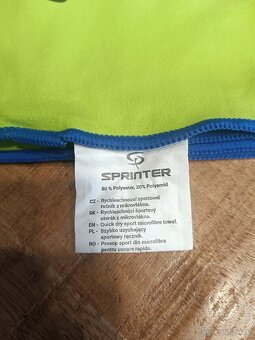 SPRINTER
80 % Polyester, 20% Polyamid
CZ - Rychleschnoucí sportovní
ručník z mikrovlákna.
SK - Rýchloschnúci športový
uterák z mikrovlákna.
EN - Quick dry sport microfibre towel.
PL - Szybko usychający
sportowy ręcznik.
RO - Prosop sport din microfibra
pentru uscare rapida.